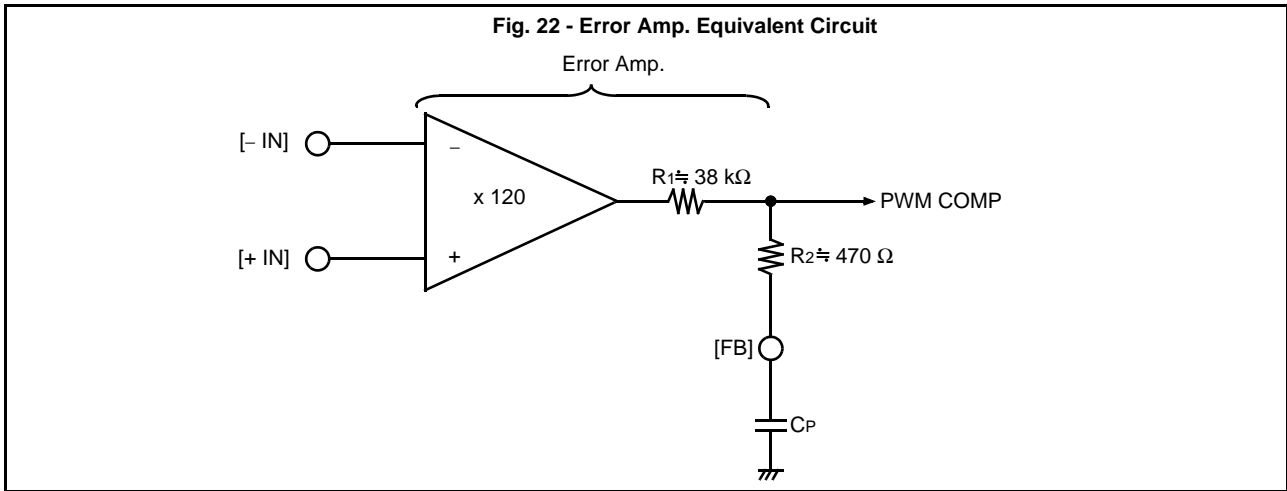 Fig. 22 - Error Amp. Equivalent Circuit
Error Amp.
[− IN]
−
x 120
R1≒ 38 kΩ
PWM COMP
[+ IN]
+
R2≒ 470 Ω
[FB]
CP